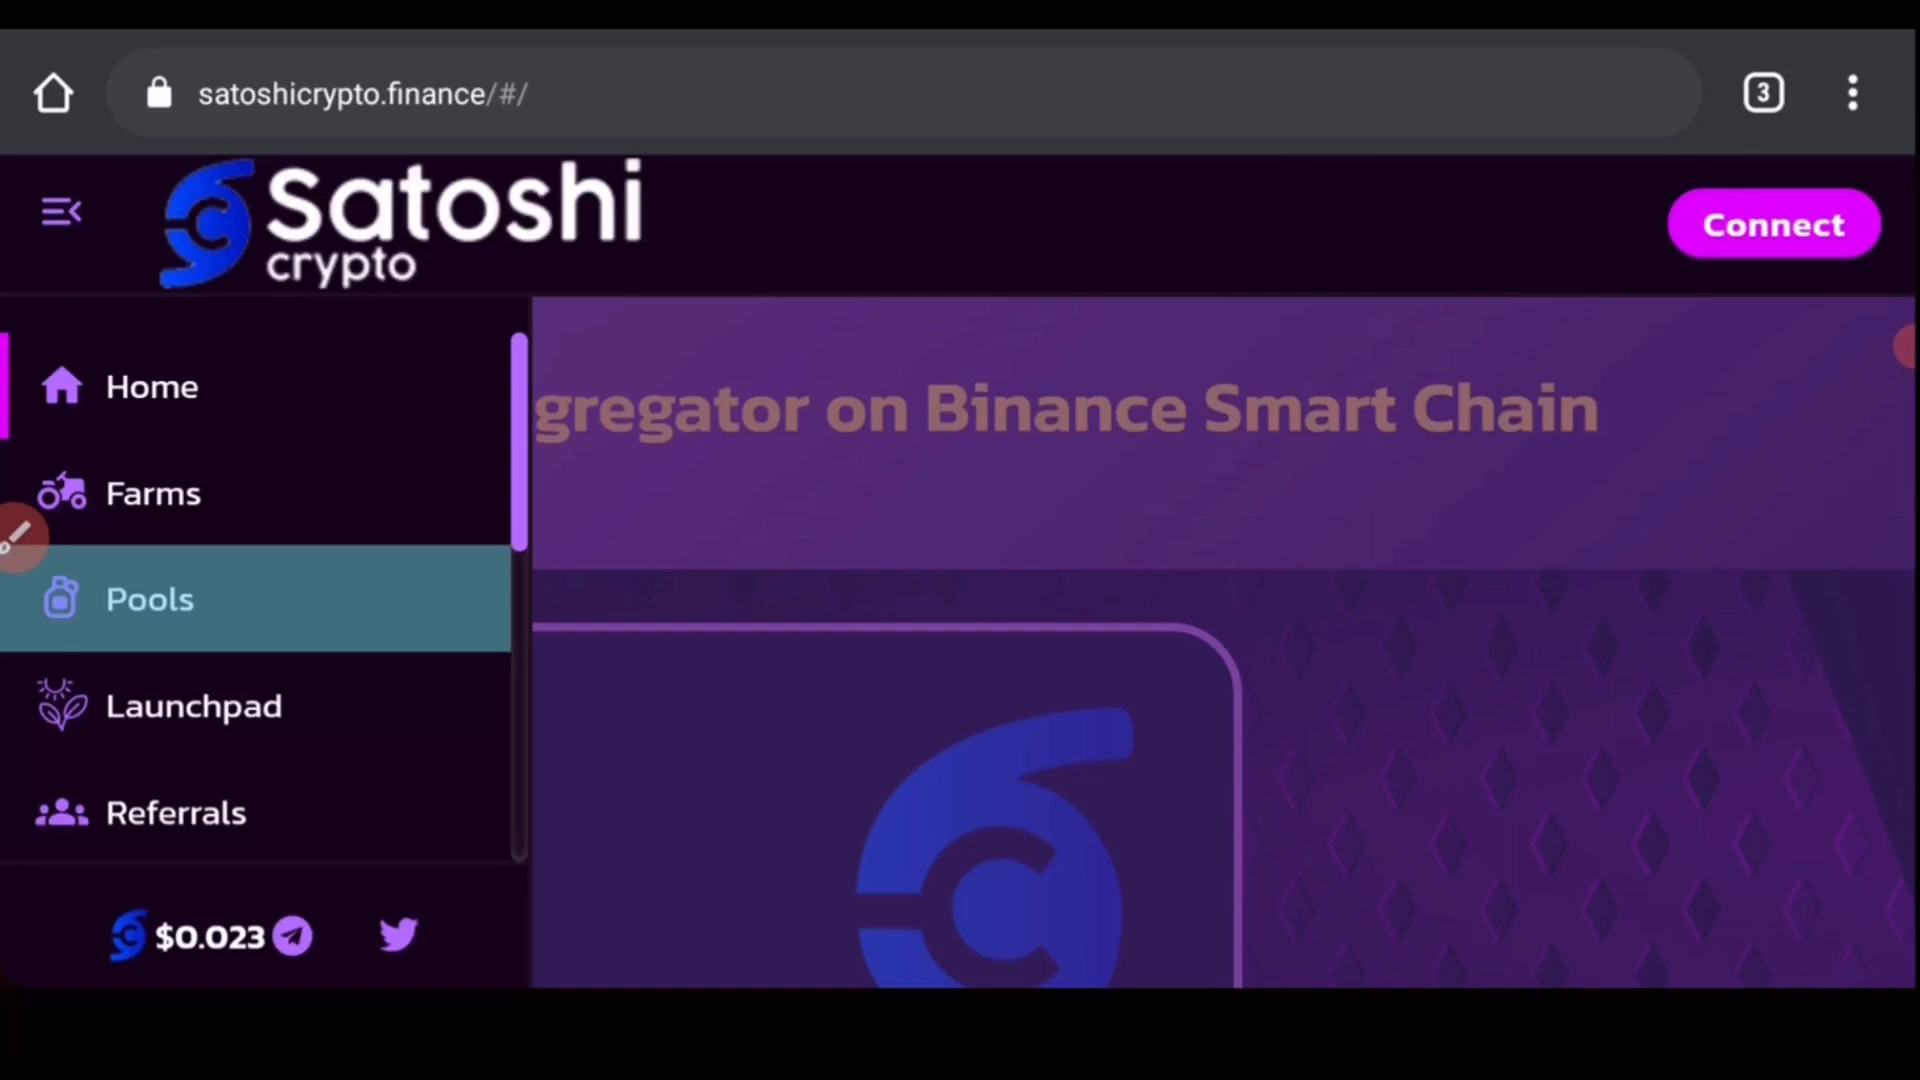 satoshicrypto.finance/#/
3
Satoshi
crypto
Connect
Home
gregator on Binance Smart Chain
Farms
Pools
Launchpad
Referrals
$0.023